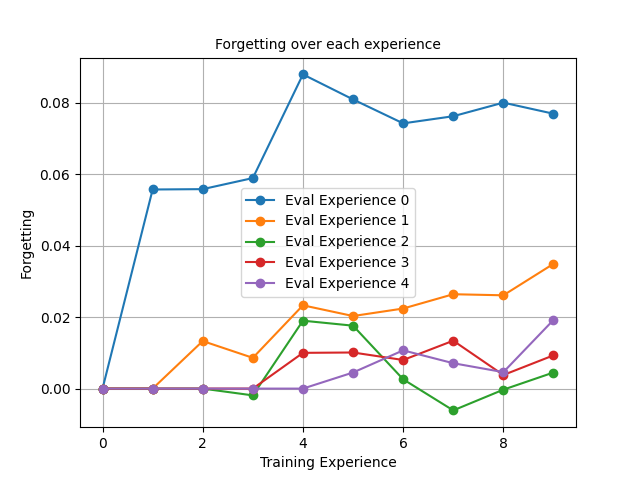 Forgetting over each experience
Forgetting
0.08
0.06
0.04
0.02
0.00
Eval Experience 0
Eval Experience 1
Eval Experience 2
Eval Experience 3
Eval Experience 4
0 2 4 6 8
Training Experience